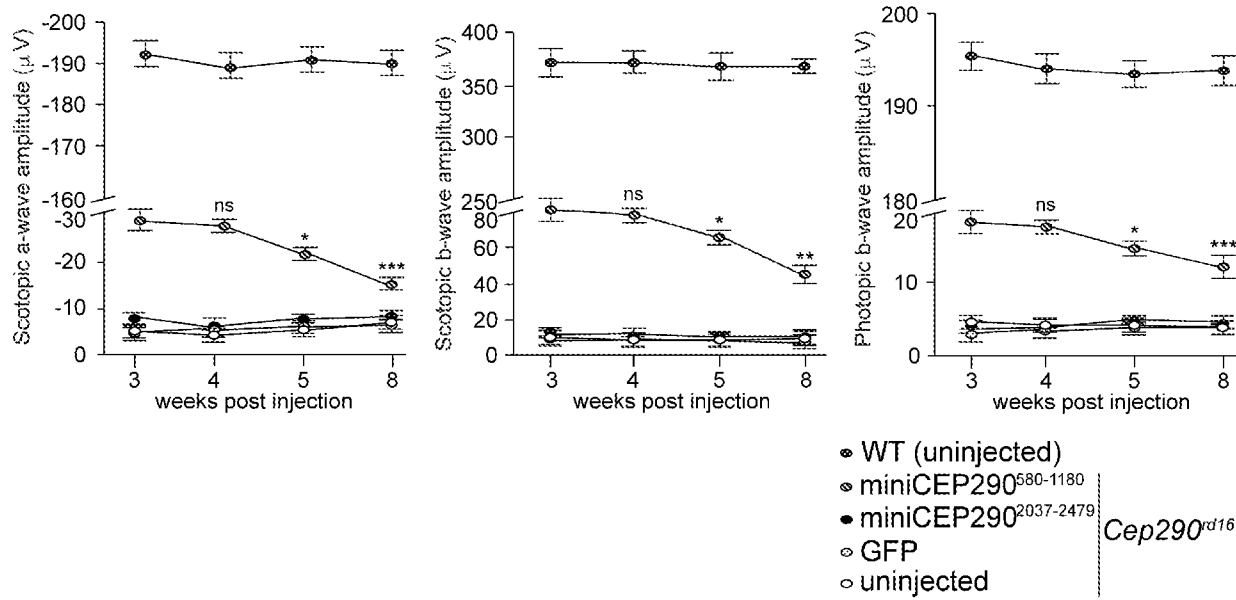 Scotopic a-wave amplitude (μ V)
-200
-190
-180
-170
-160
-30
-20
-10
0
ns
*
***
3 4 5 8
weeks post injection
Scotopic b-wave amplitude (μ V)
400
350
300
250
80
60
40
20
0
ns
*
**
3 4 5 8
weeks post injection
Photopic b-wave amplitude (μ V)
200
190
180
20
10
0
ns
*
***
3 4 5 8
weeks post injection
WT (uninjected)
miniCEP290580-1180
miniCEP2902037-2479
GFP
uninjected
Cep290rd16